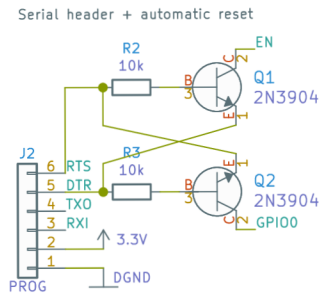 Serial header + automatic reset
EN
R2
10k
C
2
B
3
Q1
2N3904
E
1
J2
R3
10k
E
1
6
RTS
5
DTR
B
3
Q2
2N3904
4
TXO
C
2
GPIO0
3
RXI
2
3.3V
1
DGND
PROG